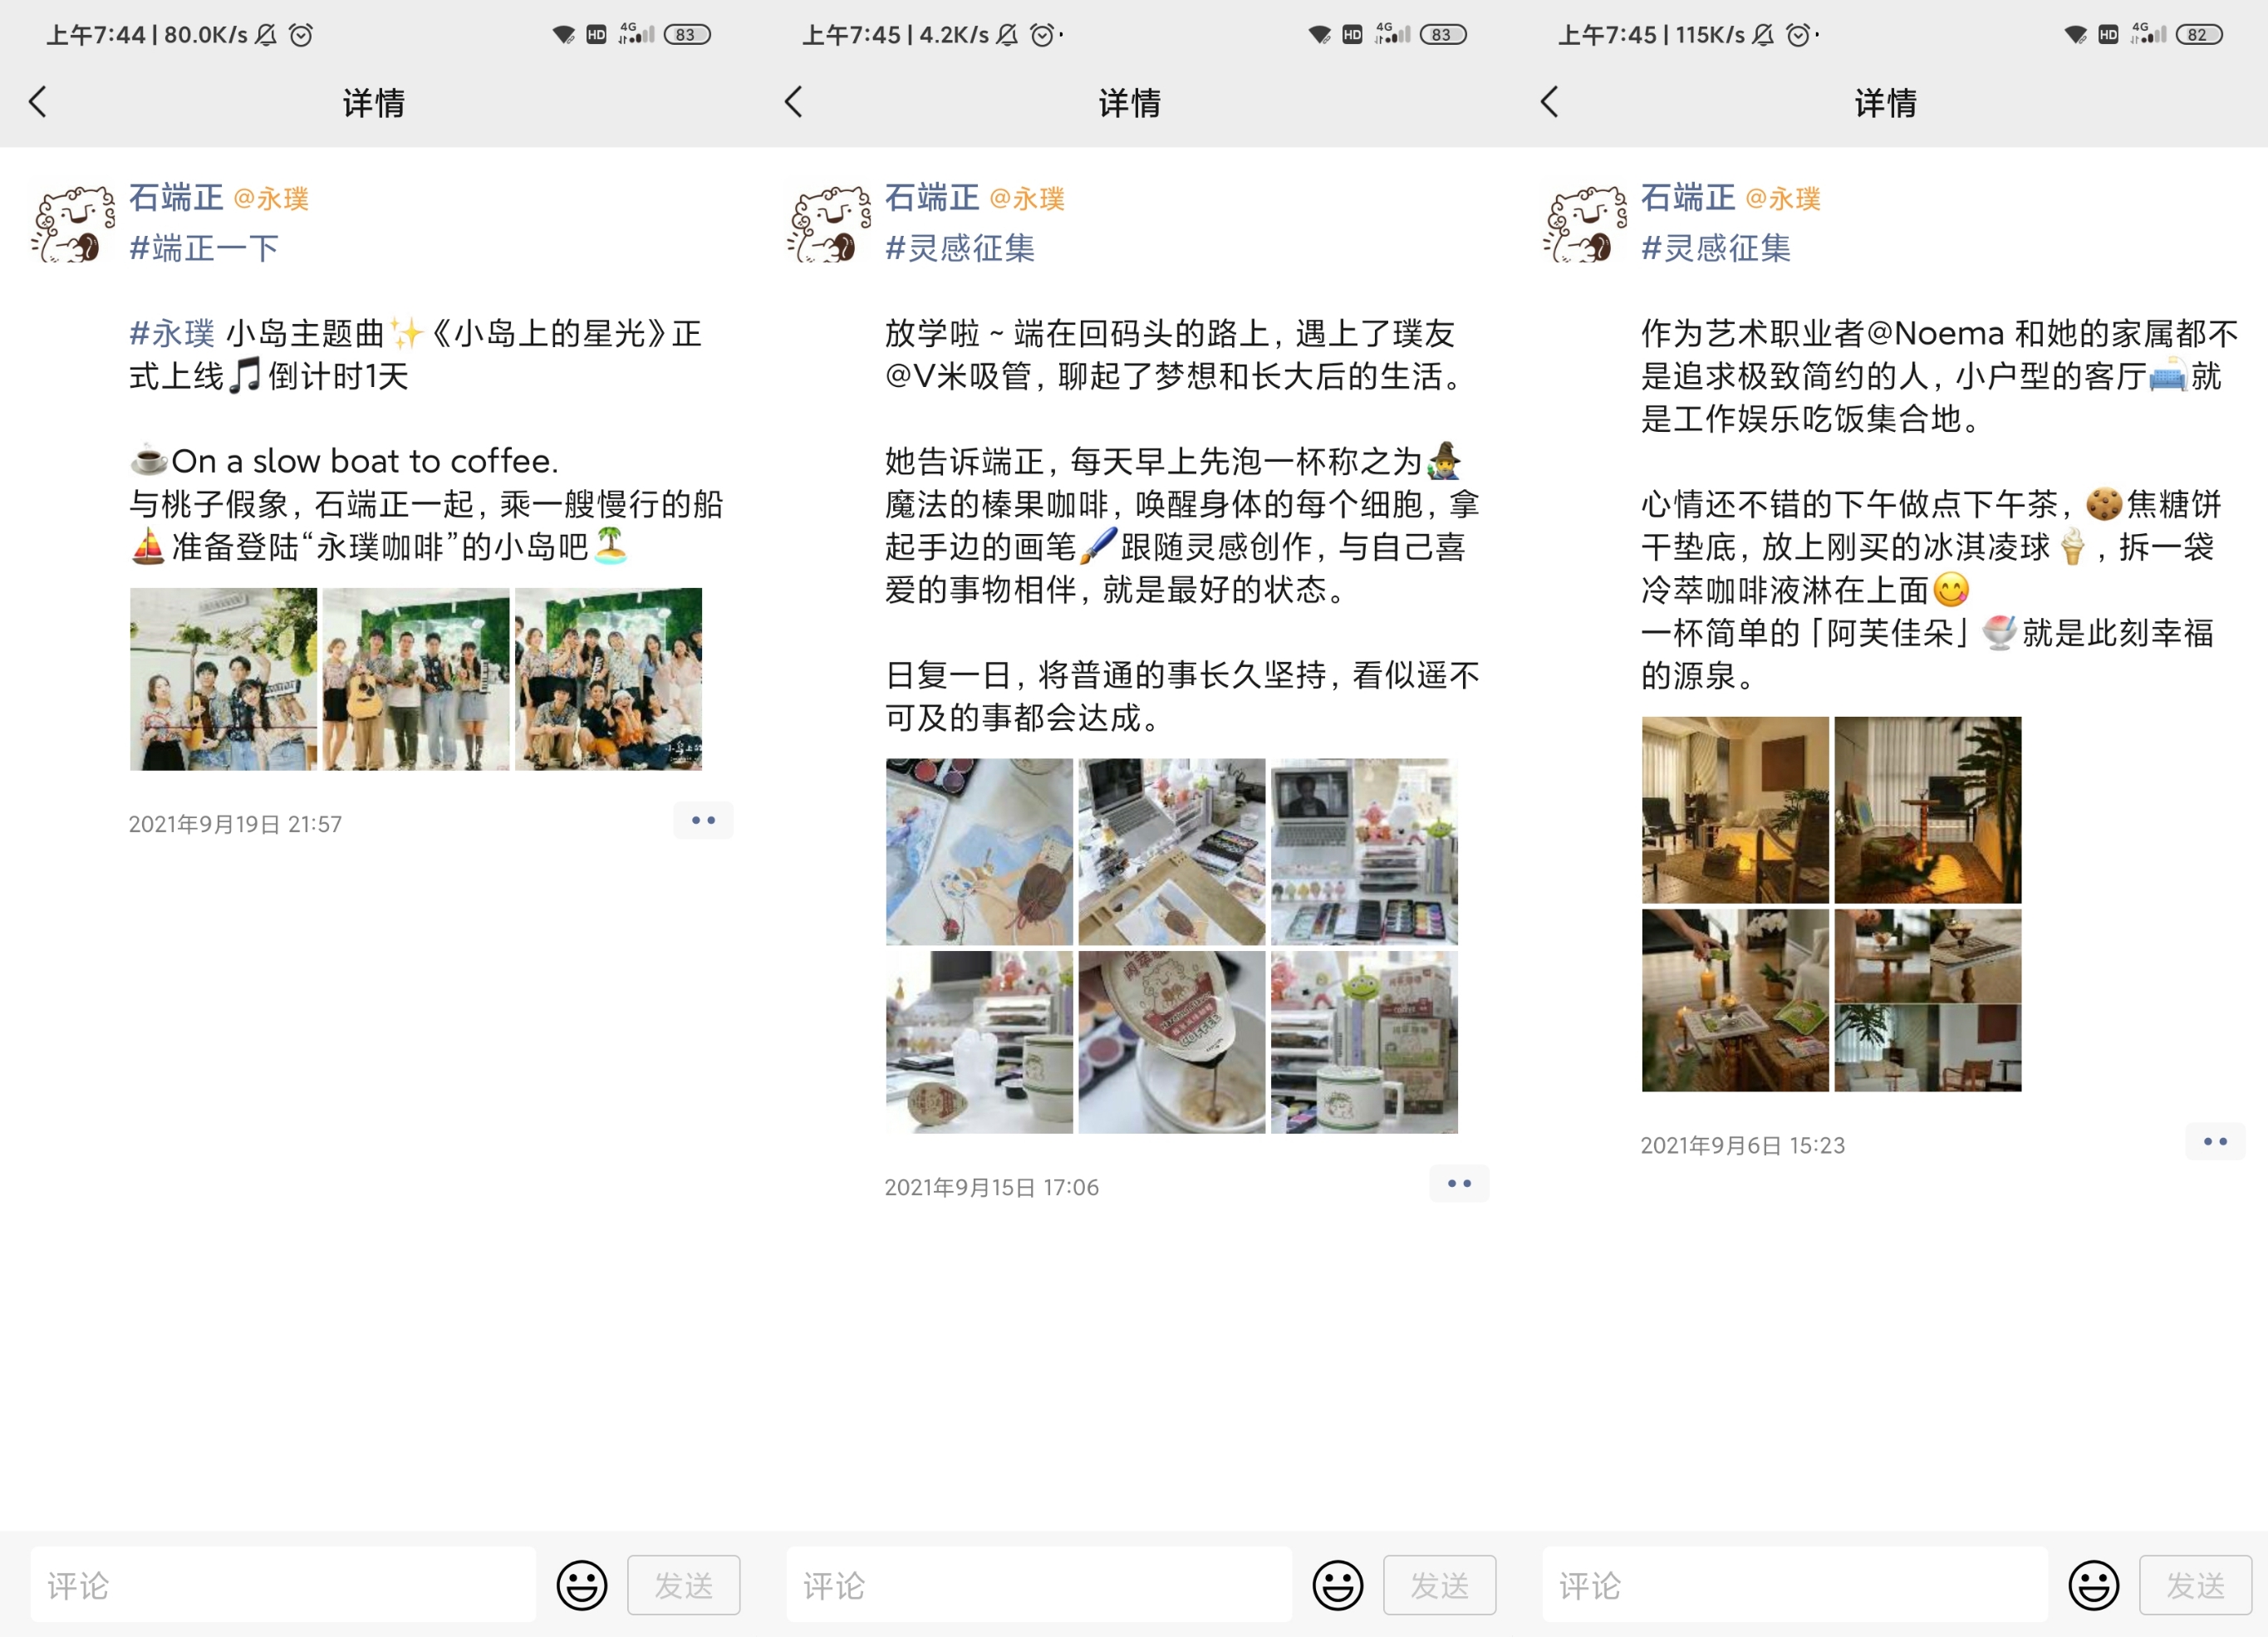 上午7:44 | 80.0K/s
HD
4G
83
详情
石端正 @永璞
#端正一下
#永璞 小岛主题曲✨《小岛上的星光》正
式上线🎵倒计时1天
☕On a slow boat to coffee.
与桃子假象，石端正一起，乘一艘慢行的船
⛵准备登陆“永璞咖啡”的小岛吧🏝
2021年9月19日 21:57
评论
发送
上午7:45 | 4.2K/s
HD
4G
83
详情
石端正 @永璞
#灵感征集
放学啦 ~ 端在回码头的路上，遇上了璞友
@V米吸管，聊起了梦想和长大后的生活。
她告诉端正，每天早上先泡一杯称之为🧙
魔法的榛果咖啡，唤醒身体的每个细胞，拿
起手边的画笔🖌跟随灵感创作，与自己喜
爱的事物相伴，就是最好的状态。
日复一日，将普通的事长久坚持，看似遥不
可及的事都会达成。
COFFEE
2021年9月15日 17:06
评论
发送
上午7:45 | 115K/s
HD
4G
82
详情
石端正 @永璞
#灵感征集
作为艺术职业者@Noema 和她的家属都不
是追求极致简约的人，小户型的客厅🛋就
是工作娱乐吃饭集合地。
心情还不错的下午做点下午茶，🍪焦糖饼
干垫底，放上刚买的冰淇凌球🍦，拆一袋
冷萃咖啡液淋在上面😋
一杯简单的「阿芙佳朵」🍧就是此刻幸福
的源泉。
2021年9月6日 15:23
评论
发送